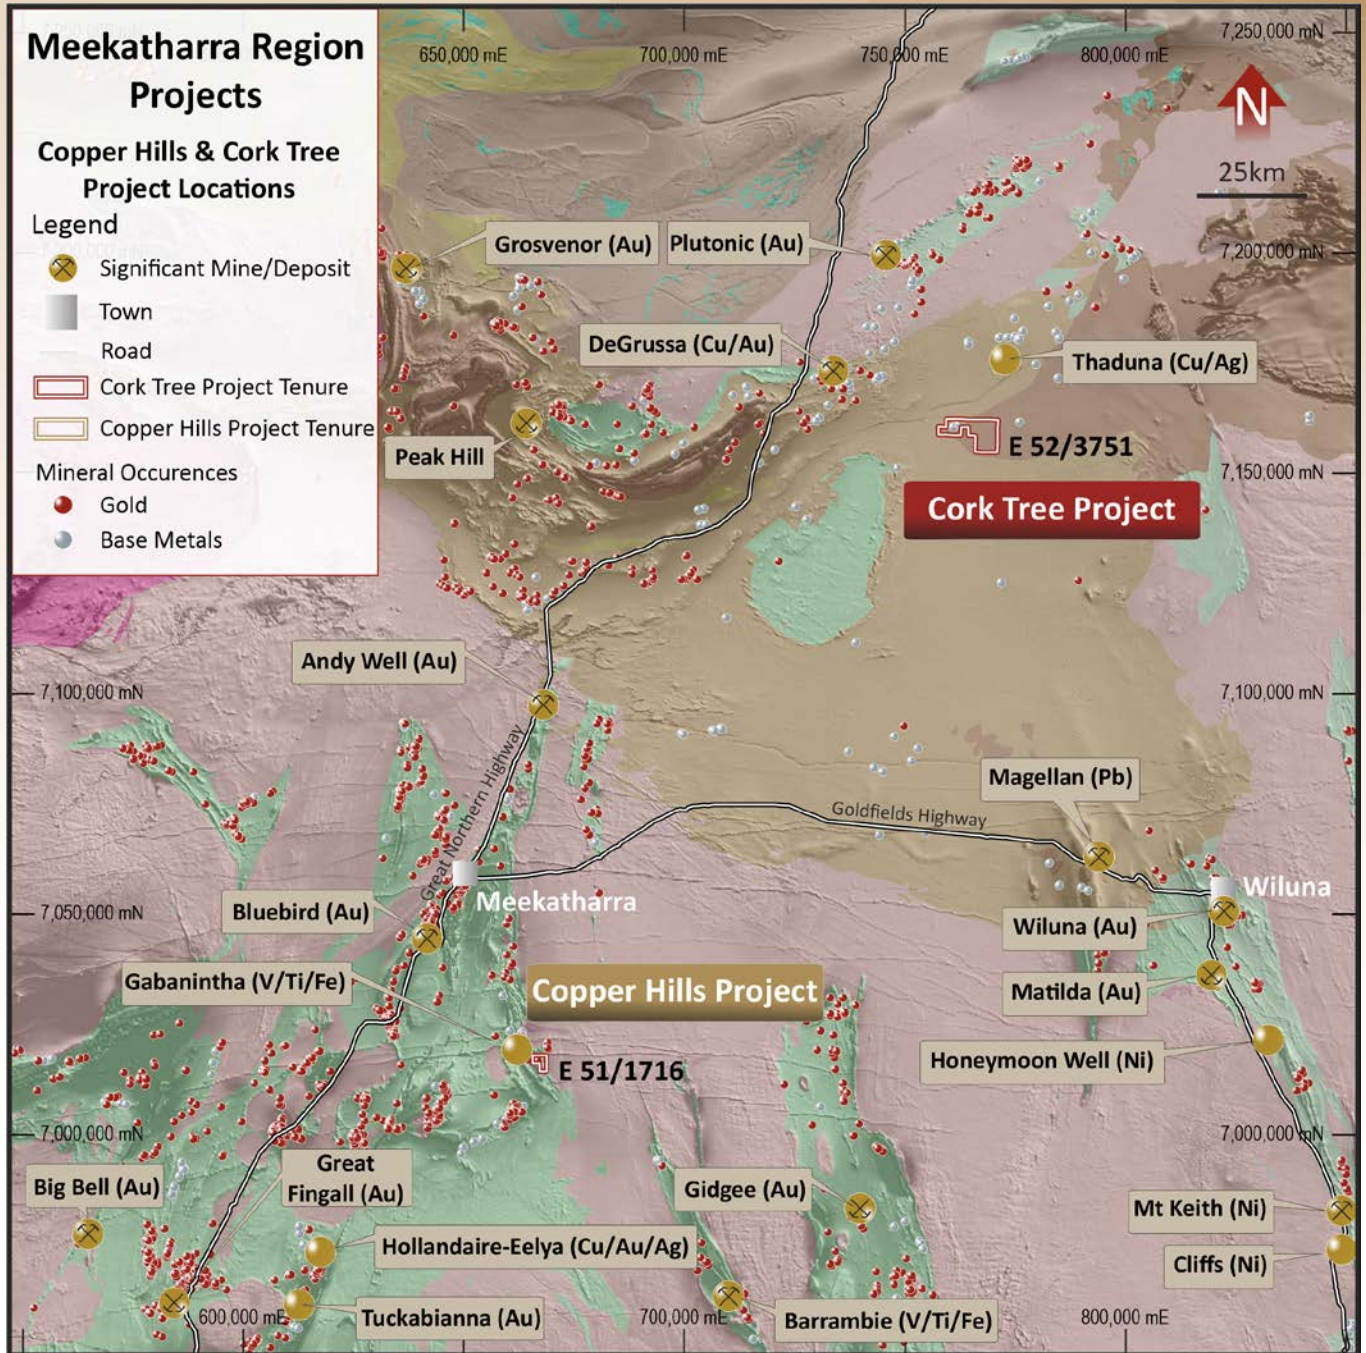 Meekatharra Region
Projects
Copper Hills & Cork Tree
Project Locations
Legend
Significant Mine/Deposit
Town
Road
Cork Tree Project Tenure
Copper Hills Project Tenure
Mineral Occurences
Gold
Base Metals
650,000 mE
700,000 mE
750,000 mE
800,000 mE
7,250,000 mN
N
25km
Grosvenor (Au)
Plutonic (Au)
7,200,000 mN
DeGrussa (Cu/Au)
Thaduna (Cu/Ag)
Peak Hill
E 52/3751
7,150,000 mN
Cork Tree Project
Andy Well (Au)
7,100,000 mN
7,100,000 mN
Great Northern Highway
Magellan (Pb)
Goldfields Highway
Meekatharra
Wiluna
Bluebird (Au)
7,050,000 mN
Wiluna (Au)
Gabanintha (V/Ti/Fe)
Copper Hills Project
Matilda (Au)
Honeymoon Well (Ni)
E 51/1716
7,000,000 mN
7,000,000 mN
Big Bell (Au)
Great
Fingall (Au)
Gidgee (Au)
Mt Keith (Ni)
Hollandaire-Eelya (Cu/Au/Ag)
Cliffs (Ni)
600,000 mE
Tuckabianna (Au)
700,000 mE
Barrambie (V/Ti/Fe)
800,000 mE